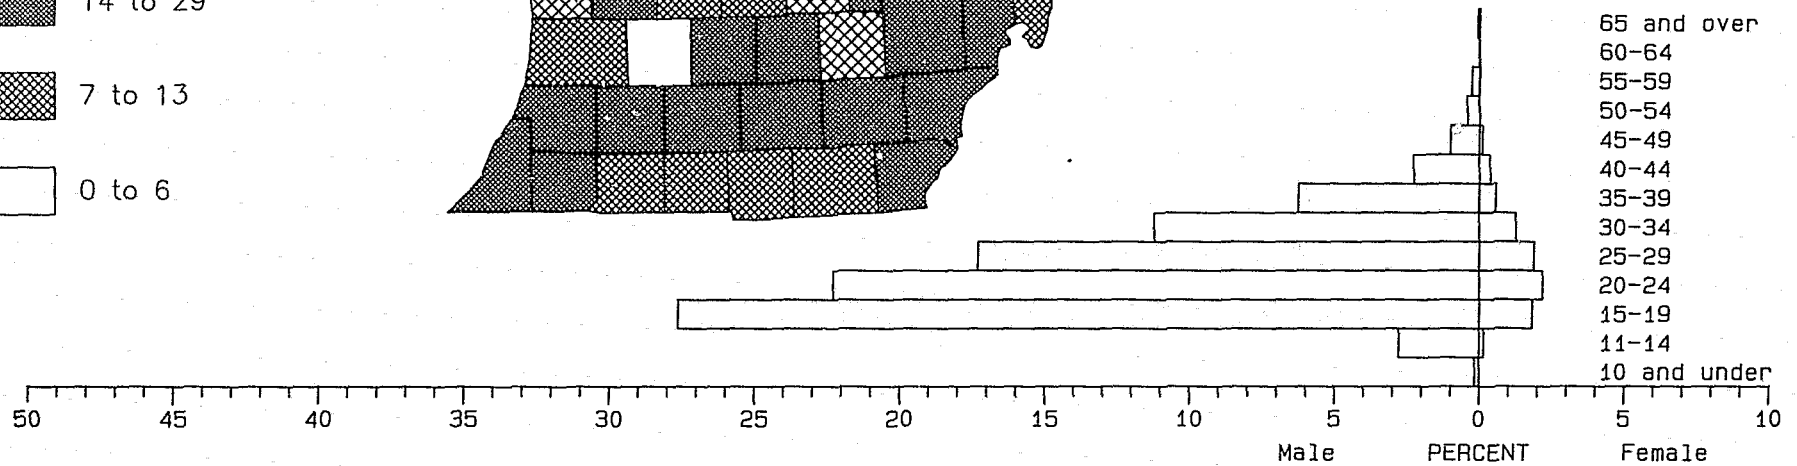 14 to 29
7 to 13
0 to 6
65 and over
60-64
55-59
50-54
45-49
40-44
35-39
30-34
25-29
20-24
15-19
11-14
10 and under
50 45 40 35 30 25 20 15 10 5 0 5 10
Male PERCENT Female